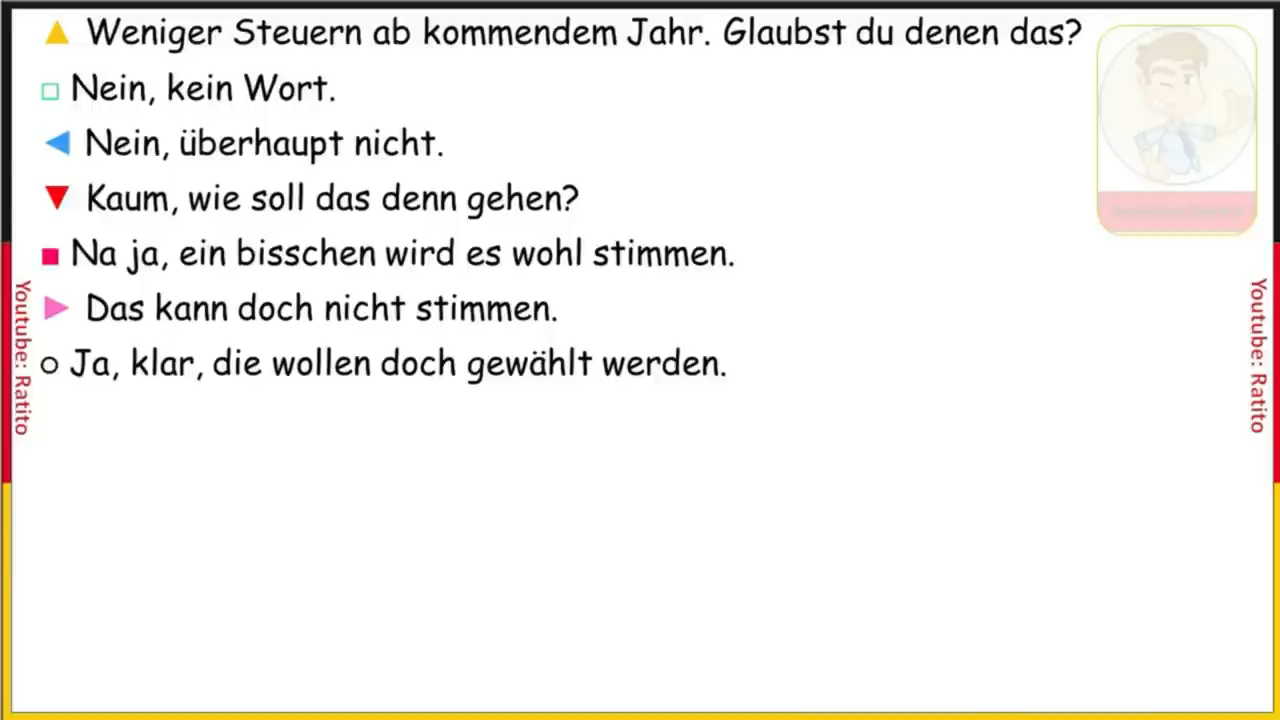 Weniger Steuern ab kommendem Jahr. Glaubst du denen das?
Nein, kein Wort.
Nein, überhaupt nicht.
Kaum, wie soll das denn gehen?
Na ja, ein bisschen wird es wohl stimmen.
Das kann doch nicht stimmen.
Ja, klar, die wollen doch gewählt werden.
Youtube: Ratito
Youtube: Ratito